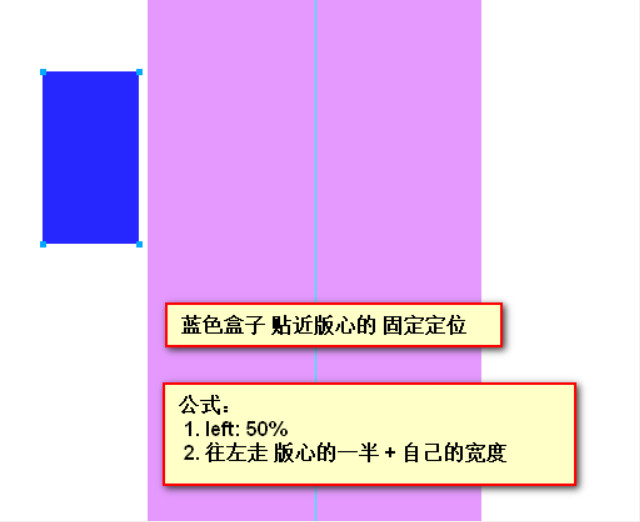 蓝色盒子 贴近版心的 固定定位
公式：
1. left: 50%
2. 往左走 版心的一半 + 自己的宽度